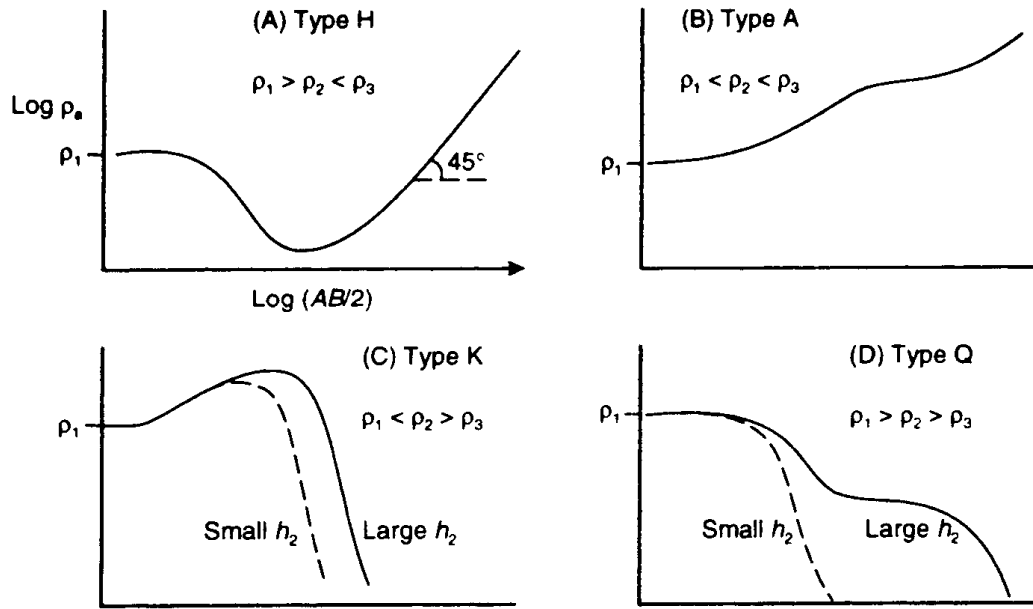 (A) Type H
ρ₁ > ρ₂ < ρ₃
Log ρₐ
ρ₁
45°
Log (AB/2)
(B) Type A
ρ₁ < ρ₂ < ρ₃
ρ₁
(C) Type K
ρ₁ < ρ₂ > ρ₃
ρ₁
Small h₂
Large h₂
(D) Type Q
ρ₁ > ρ₂ > ρ₃
ρ₁
Small h₂
Large h₂